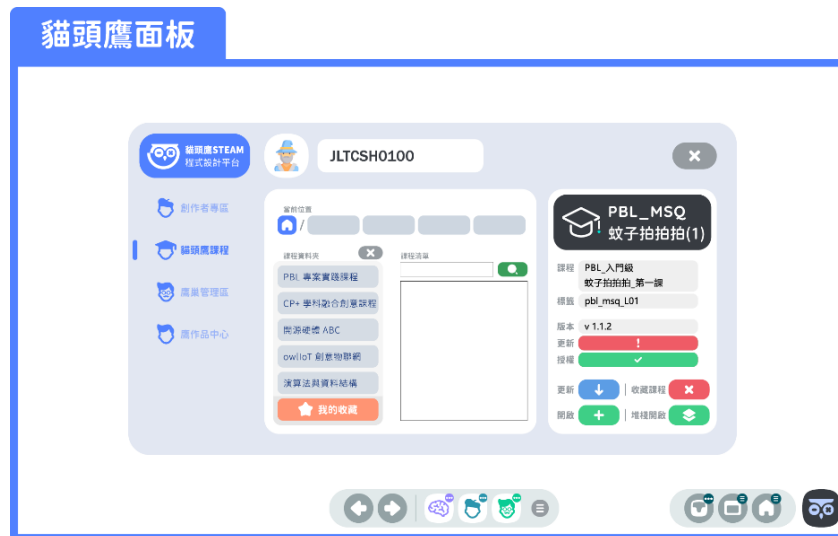 貓頭鷹面板
貓頭鷹STEAM
程式設計平台
JLTCSH0100
創作者專區
貓頭鷹課程
鷹巢管理區
鷹作品中心
當前位置
/
課程資料夾
PBL 專案實踐課程
CP+ 學科融合創意課程
開源硬體 ABC
owlIoT 創意物聯網
演算法與資料結構
我的收藏
課程清單
PBL_MSQ
蚊子拍拍拍(1)
課程 PBL_入門級
蚊子拍拍拍_第一課
標籤 pbl_msq_L01
版本 v 1.1.2
更新 !
授權
更新 收藏課程
開啟 堆棧開啟